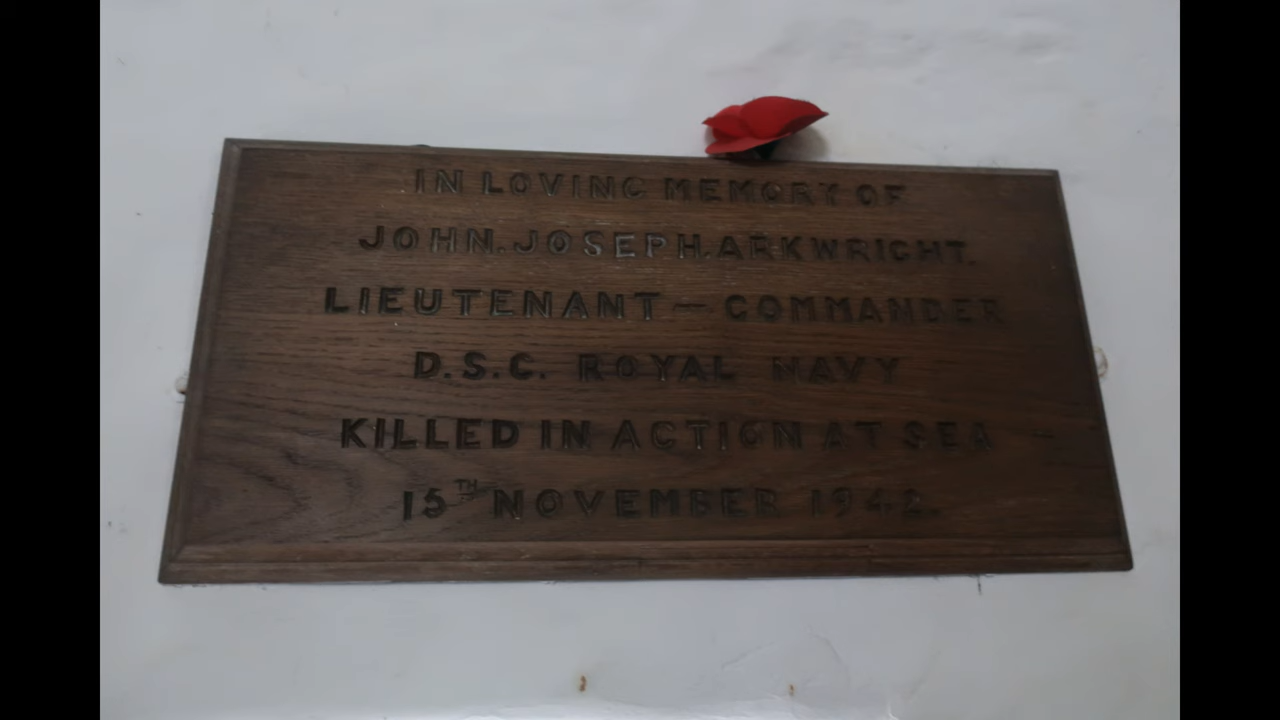 IN LOVING MEMORY OF
JOHN.JOSEPH.ARKWRIGHT.
LIEUTENANT – COMMANDER
D.S.C. ROYAL NAVY
KILLED IN ACTION AT SEA
15TH NOVEMBER 1942.